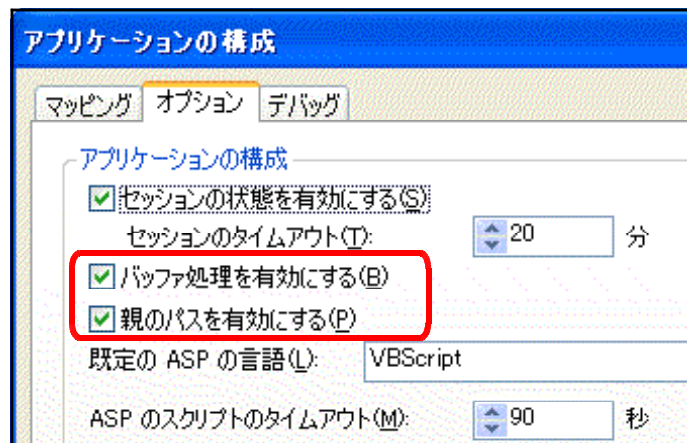 アプリケーションの構成
マッピング オプション デバッグ
アプリケーションの構成
セッションの状態を有効にする(S)
セッションのタイムアウト(T): 20 分
バッファ処理を有効にする(B)
親のパスを有効にする(P)
既定の ASP の言語(L): VBScript
ASP のスクリプトのタイムアウト(M): 90 秒